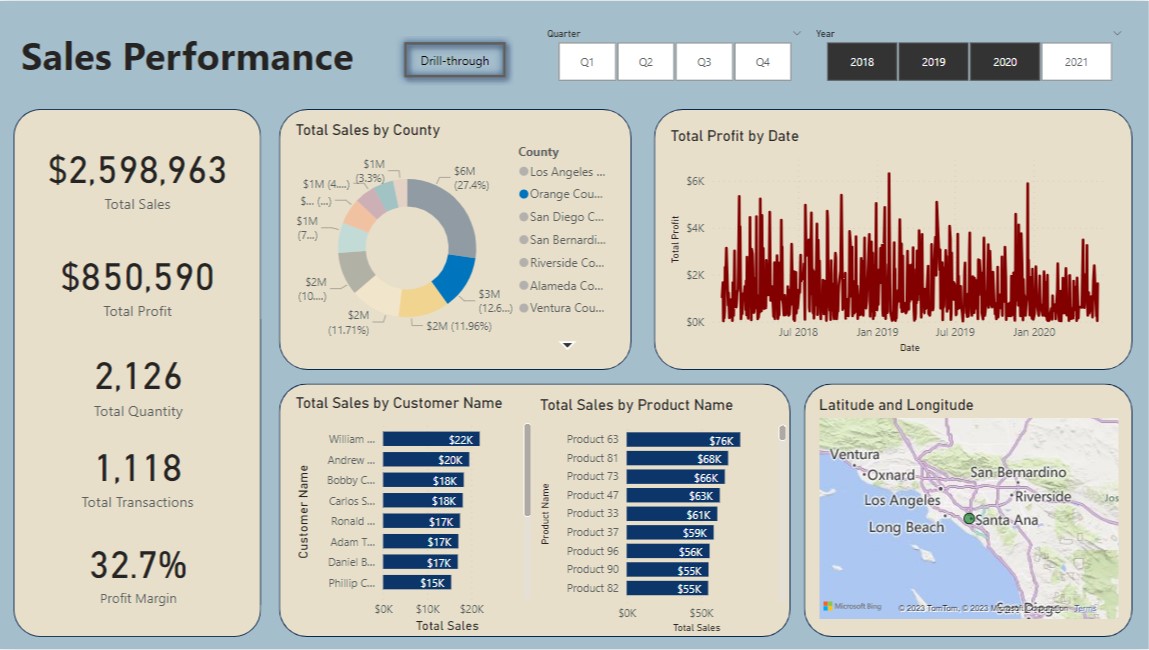 Sales Performance
Drill-through
Quarter
Q1 Q2 Q3 Q4
Year
2018 2019 2020 2021
$2,598,963
Total Sales
$850,590
Total Profit
2,126
Total Quantity
1,118
Total Transactions
32.7%
Profit Margin
Total Sales by County
$6M
(27.4%)
$3M
(12.6...)
$2M (11.96%)
$2M
(11.71%)
$2M
(10....)
$1M
(7...)
$... (...)
$1M (4....)
$1M
(3.3%)
County
Los Angeles ...
Orange Cou...
San Diego C...
San Bernardi...
Riverside Co...
Alameda Co...
Ventura Cou...
Total Profit by Date
Total Profit
$6K
$4K
$2K
$0K
Jul 2018 Jan 2019 Jul 2019 Jan 2020
Date
Total Sales by Customer Name
Customer Name
William ... $22K
Andrew ... $20K
Bobby C... $18K
Carlos S... $18K
Ronald ... $17K
Adam T... $17K
Daniel B... $17K
Phillip C... $15K
$0K $10K $20K
Total Sales
Total Sales by Product Name
Product Name
Product 63 $76K
Product 81 $68K
Product 73 $66K
Product 47 $63K
Product 33 $61K
Product 37 $59K
Product 96 $56K
Product 90 $55K
Product 82 $55K
$0K $50K
Total Sales
Latitude and Longitude
Ventura
Oxnard
San Bernardino
Los Angeles
Riverside
Jos
Long Beach
Santa Ana
San Diego
Microsoft Bing
© 2023 TomTom, © 2023 Microsoft Corporation Terms